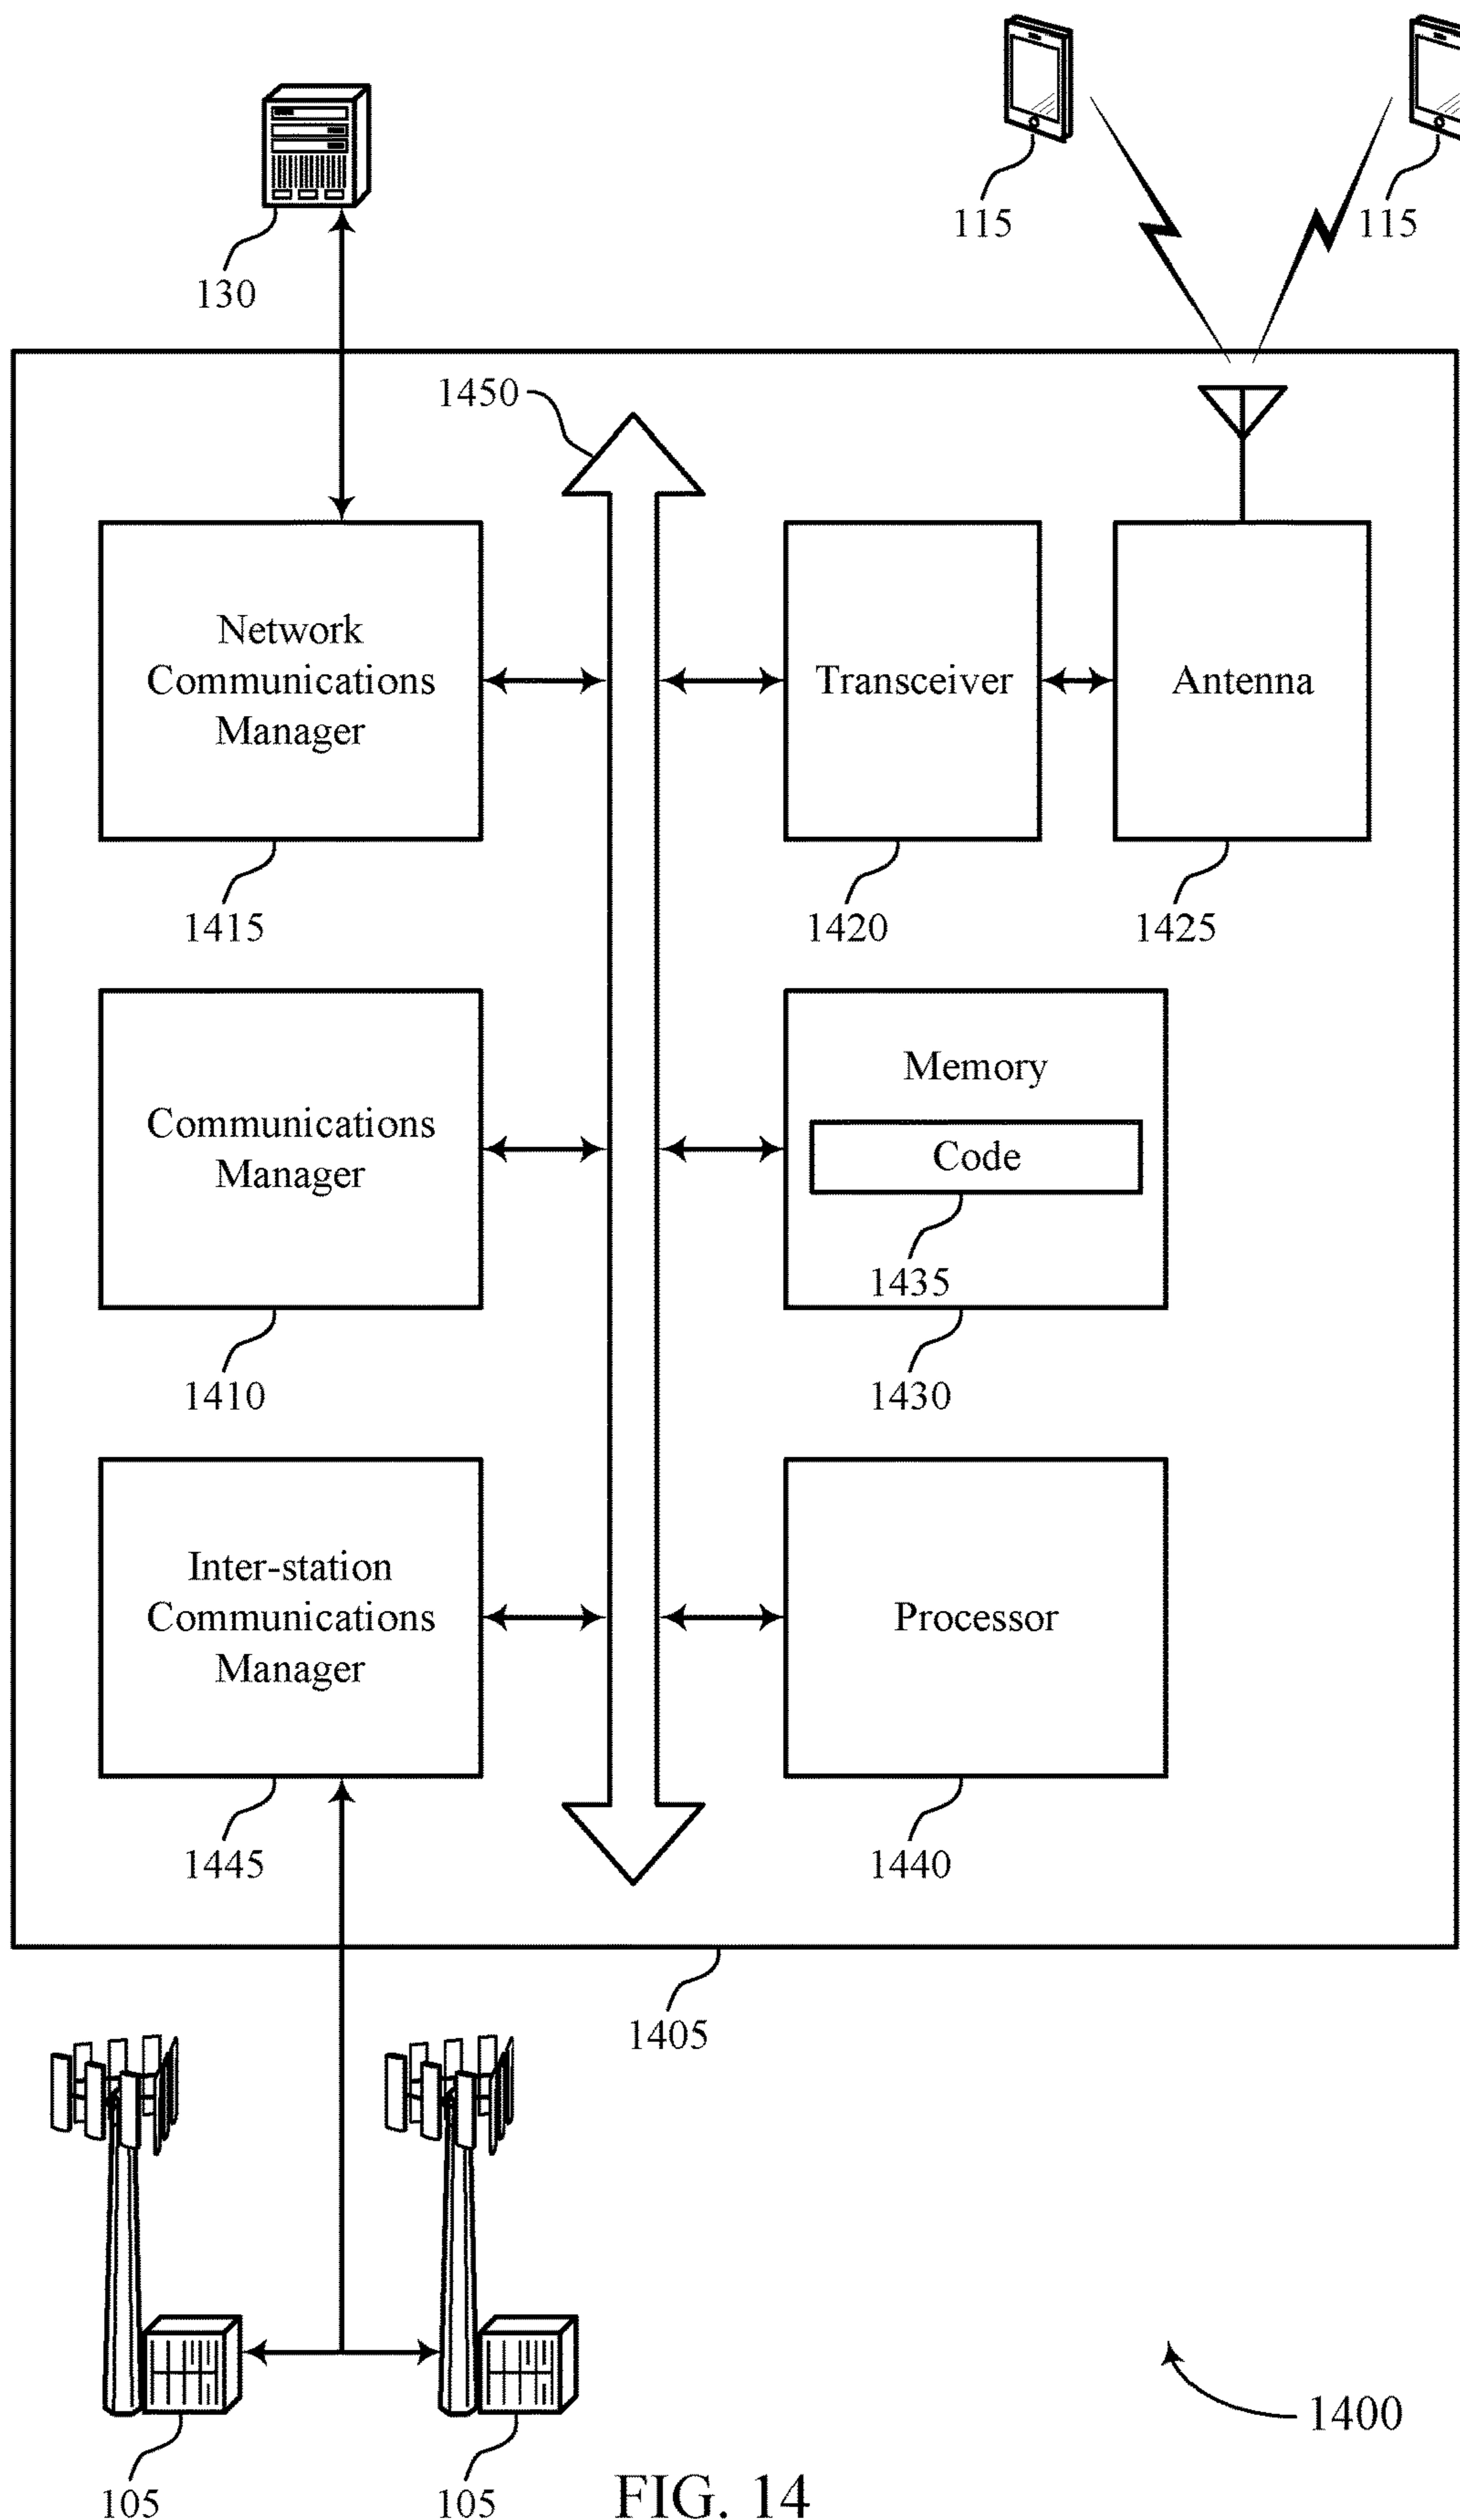 115
115
130
1450
Network
Communications
Manager
Transceiver
Antenna
1415
1420
1425
Communications
Manager
Memory
Code
1435
1410
1430
Inter-station
Communications
Manager
Processor
1445
1440
1405
1400
105
105
FIG. 14